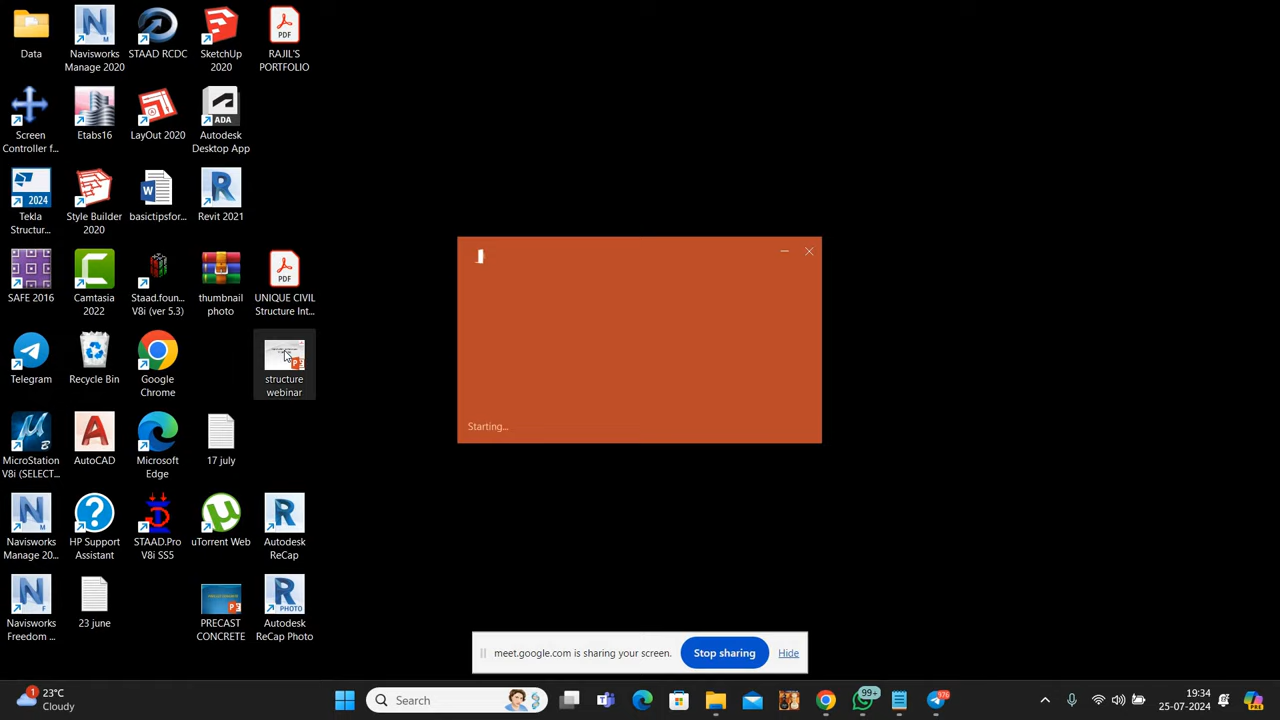 Data
Navisworks
Manage 2020
STAAD RCDC
SketchUp
2020
RAJIL'S
PORTFOLIO
Screen
Controller f...
Etabs16
LayOut 2020
ADA
Autodesk
Desktop App
2024
Tekla
Structur...
Style Builder
2020
basictipsfor...
Revit 2021
SAFE 2016
Camtasia
2022
Staad.foun...
V8i (ver 5.3)
thumbnail
photo
PDF
UNIQUE CIVIL
Structure Int...
Telegram
Recycle Bin
Google
Chrome
structure
webinar
MicroStation
V8i (SELECT...
AutoCAD
Microsoft
Edge
17 july
Navisworks
Manage 20...
HP Support
Assistant
STAAD.Pro
V8i SS5
uTorrent Web
Autodesk
ReCap
Navisworks
Freedom ...
23 june
PRECAST
CONCRETE
PHOTO
Autodesk
ReCap Photo
Starting...
meet.google.com is sharing your screen.
Stop sharing
Hide
1
23°C
Cloudy
Search
99+
976
19:34
25-07-2024